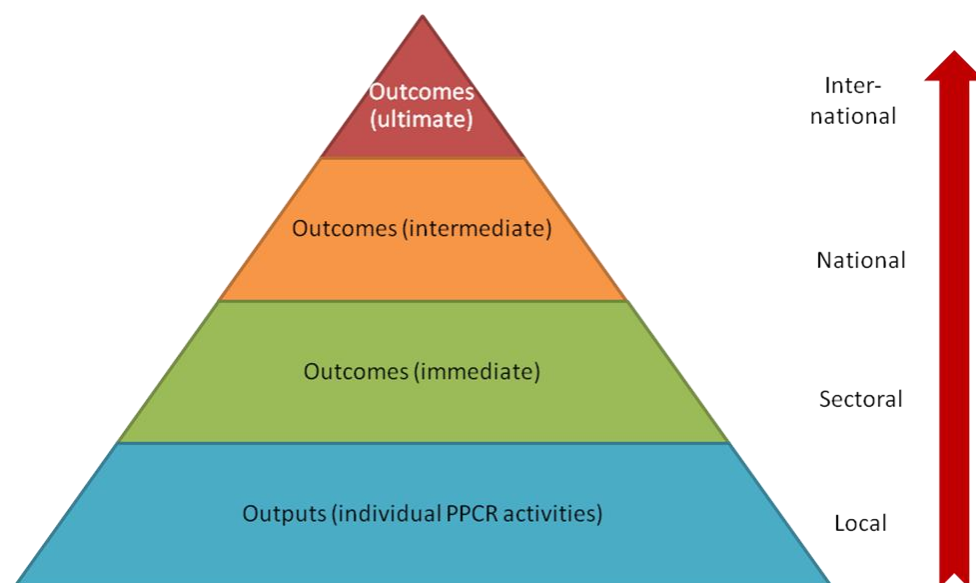 Outcomes
(ultimate)
Inter-
national
Outcomes (intermediate)
National
Outcomes (immediate)
Sectoral
Outputs (individual PPCR activities)
Local